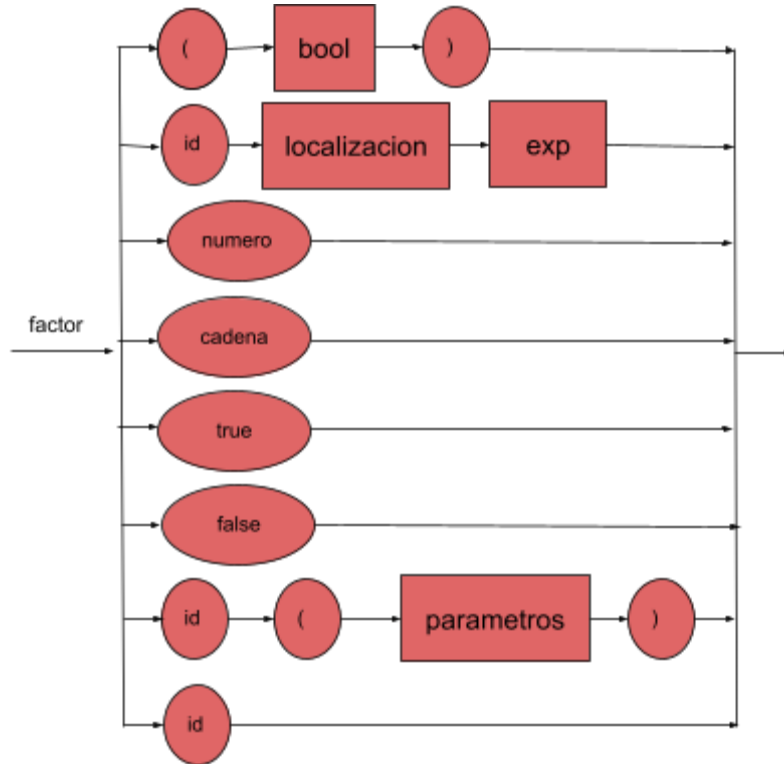 ( bool )
id localizacion exp
numero
factor
cadena
true
false
id ( parametros )
id